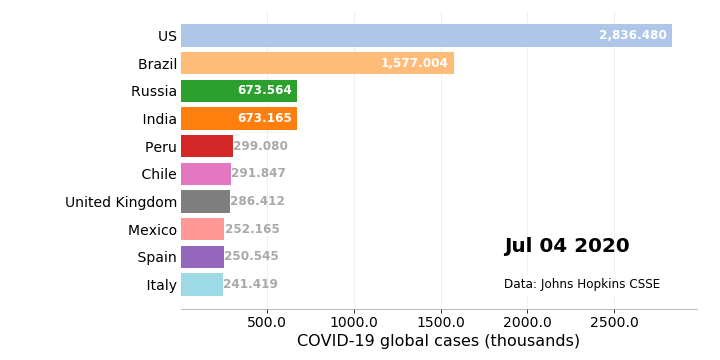 US 2,836.480
Brazil 1,577.004
Russia 673.564
India 673.165
Peru 299.080
Chile 291.847
United Kingdom 286.412
Mexico 252.165
Jul 04 2020
Spain 250.545
Italy 241.419
Data: Johns Hopkins CSSE
500.0 1000.0 1500.0 2000.0 2500.0
COVID-19 global cases (thousands)